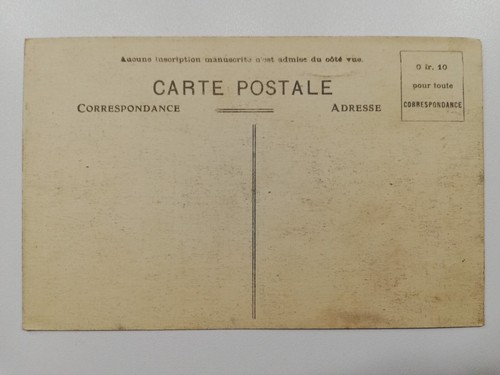 Aucune inscription manuscrite n'est admise du côté vue.
CARTE POSTALE
CORRESPONDANCE
ADRESSE
0 fr. 10
pour toute
CORRESPONDANCE